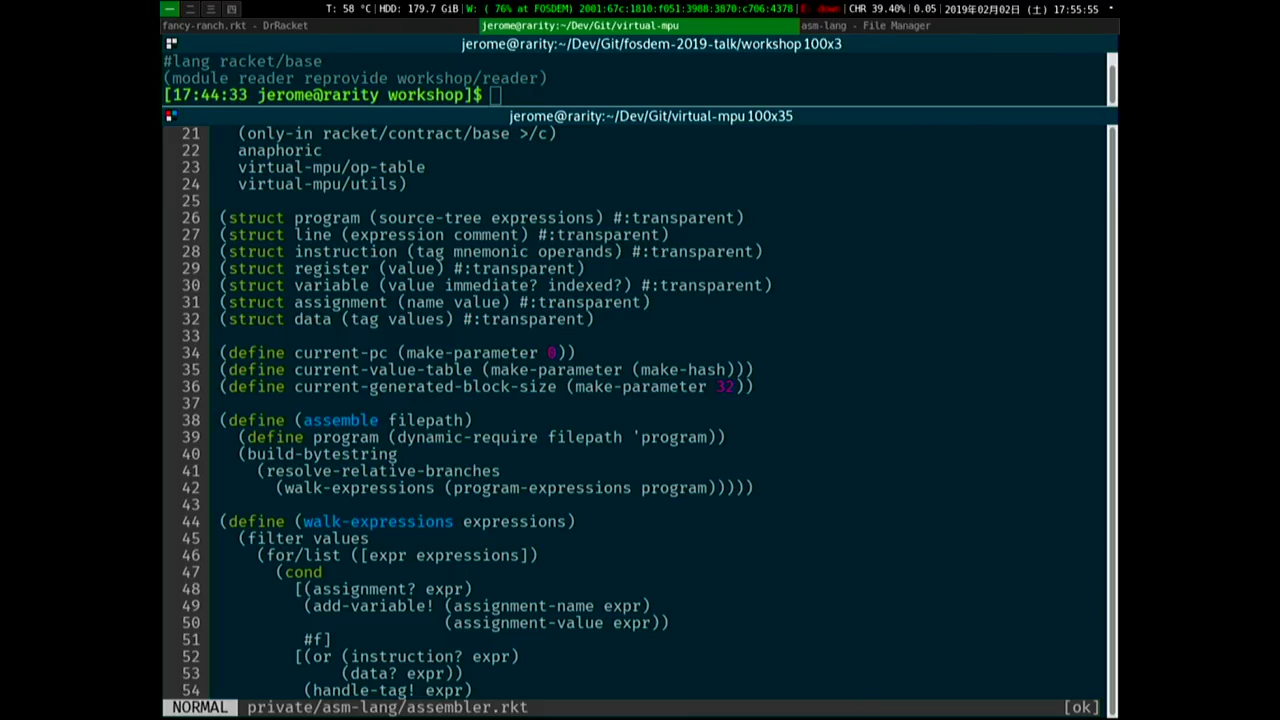 一 二 三 四 T: 58 °C HDD: 179.7 GiB W: ( 76% at FOSDEM) 2001:67c:1810:f051:3988:3870:c706:4378 E: down CHR 39.40% 0.05 2019年02月02日 (土) 17:55:55
fancy-ranch.rkt - DrRacket jerome@rarity:~/Dev/Git/virtual-mpu asm-lang - File Manager
jerome@rarity:~/Dev/Git/fosdem-2019-talk/workshop 100x3
#lang racket/base
(module reader reprovide workshop/reader)
[17:44:33 jerome@rarity workshop]$
jerome@rarity:~/Dev/Git/virtual-mpu 100x35
21 (only-in racket/contract/base >/c)
22 anaphoric
23 virtual-mpu/op-table
24 virtual-mpu/utils)
25
26 (struct program (source-tree expressions) #:transparent)
27 (struct line (expression comment) #:transparent)
28 (struct instruction (tag mnemonic operands) #:transparent)
29 (struct register (value) #:transparent)
30 (struct variable (value immediate? indexed?) #:transparent)
31 (struct assignment (name value) #:transparent)
32 (struct data (tag values) #:transparent)
33
34 (define current-pc (make-parameter 0))
35 (define current-value-table (make-parameter (make-hash)))
36 (define current-generated-block-size (make-parameter 32))
37
38 (define (assemble filepath)
39 (define program (dynamic-require filepath 'program))
40 (build-bytestring
41 (resolve-relative-branches
42 (walk-expressions (program-expressions program)))))
43
44 (define (walk-expressions expressions)
45 (filter values
46 (for/list ([expr expressions])
47 (cond
48 [(assignment? expr)
49 (add-variable! (assignment-name expr)
50 (assignment-value expr))
51 #f]
52 [(or (instruction? expr)
53 (data? expr))
54 (handle-tag! expr)
NORMAL private/asm-lang/assembler.rkt [ok]